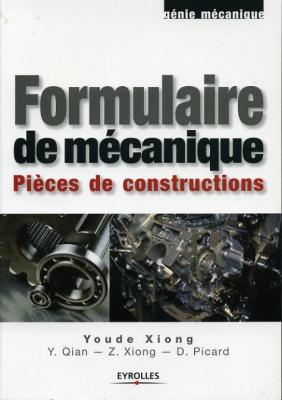 génie mécanique
Formulaire
de mécanique
Pièces de constructions
Youde Xiong
Y. Qian – Z. Xiong – D. Picard
EYROLLES